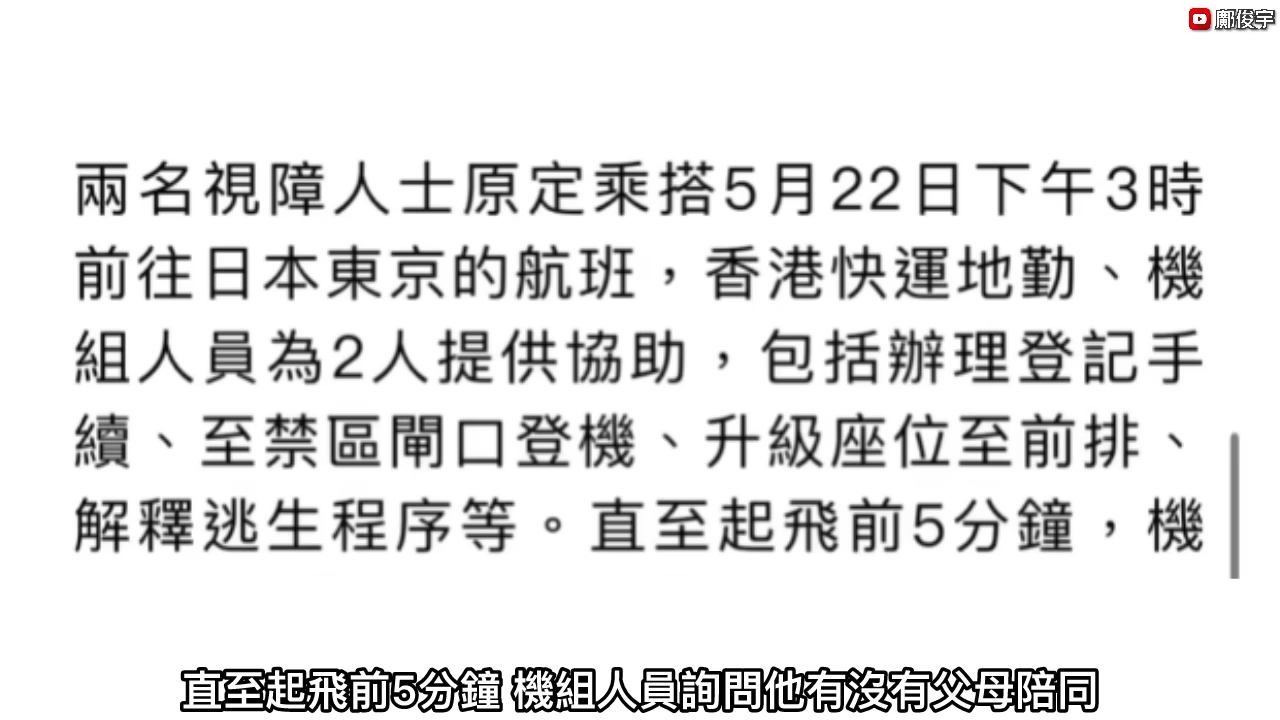 鄺俊宇
兩名視障人士原定乘搭5月22日下午3時
前往日本東京的航班，香港快運地勤、機
組人員為2人提供協助，包括辦理登記手
續、至禁區閘口登機、升級座位至前排、
解釋逃生程序等。直至起飛前5分鐘，機
直至起飛前5分鐘 機組人員詢問他有沒有父母陪同